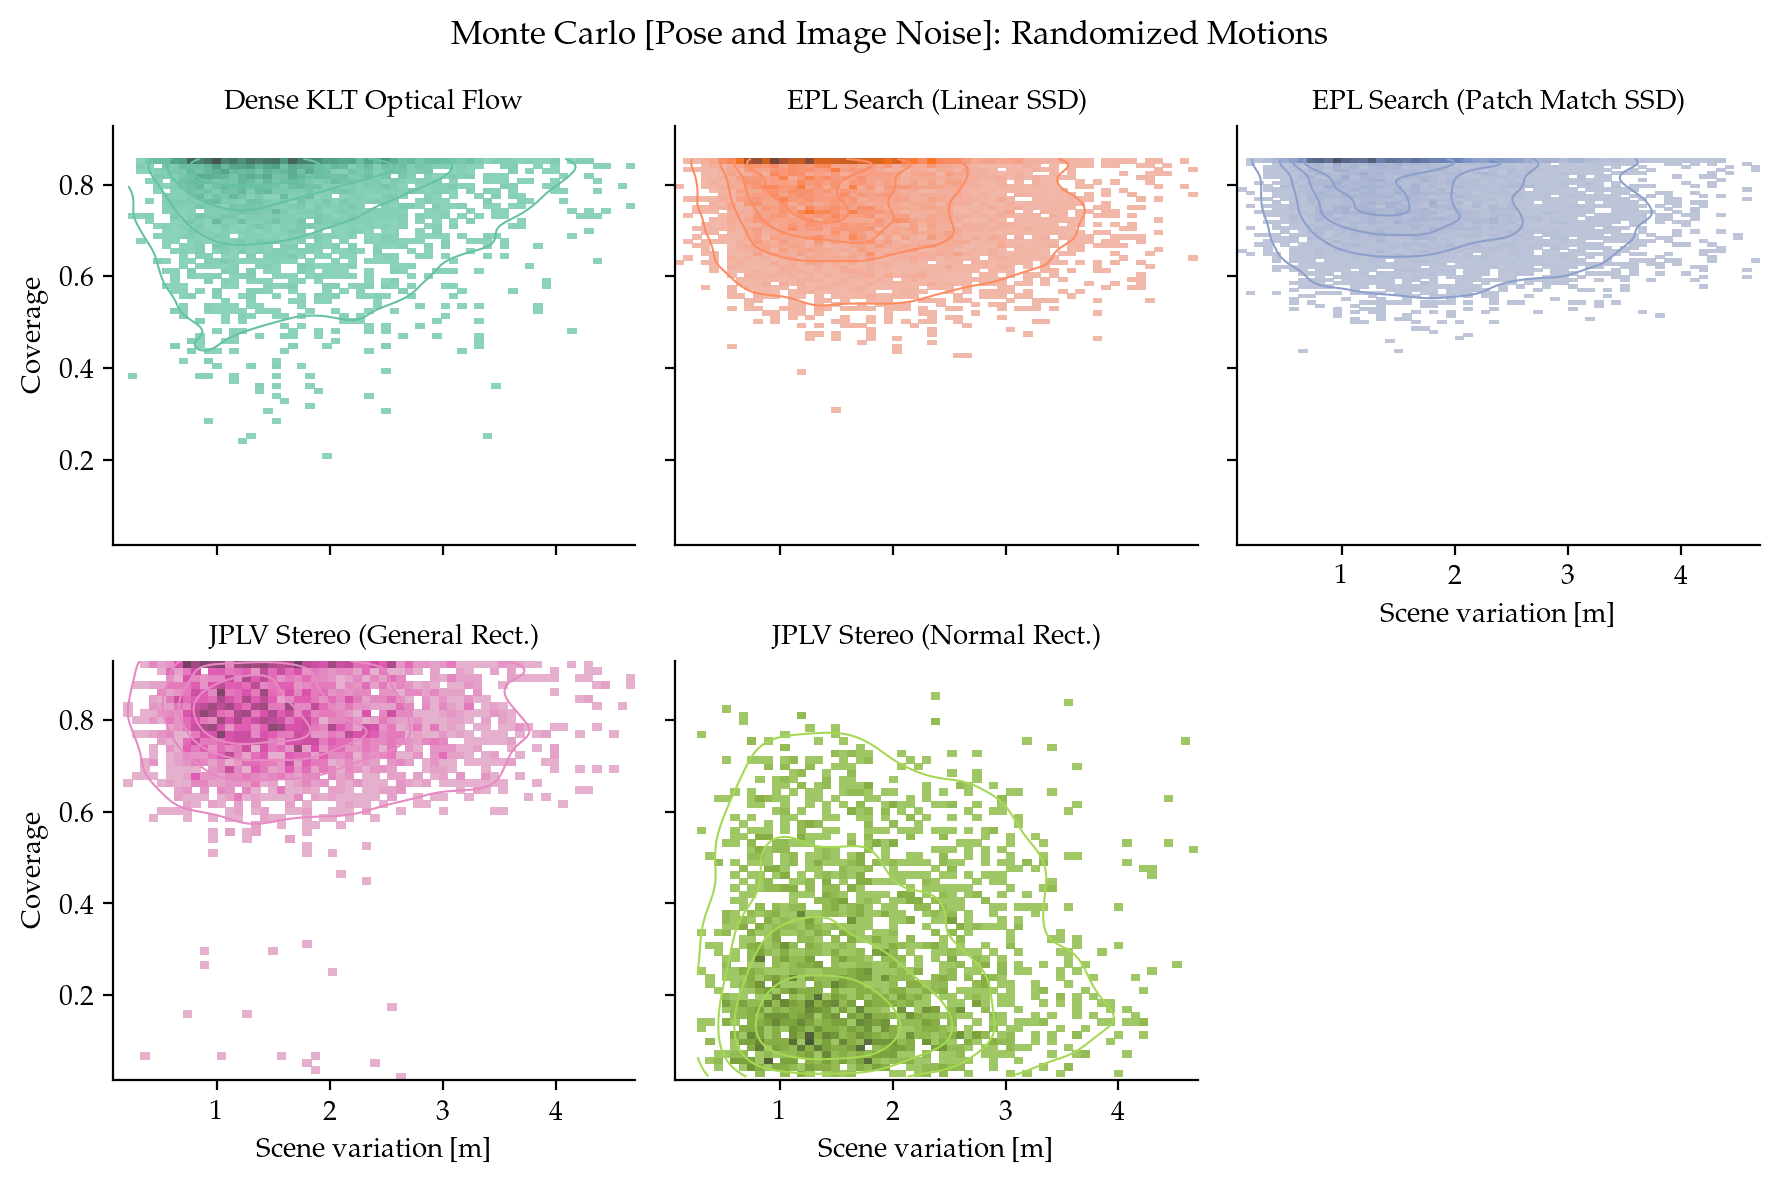 Monte Carlo [Pose and Image Noise]: Randomized Motions
Dense KLT Optical Flow
EPL Search (Linear SSD)
EPL Search (Patch Match SSD)
Coverage
0.8
0.6
0.4
0.2
1 2 3 4
Scene variation [m]
JPLV Stereo (General Rect.)
JPLV Stereo (Normal Rect.)
Coverage
0.8
0.6
0.4
0.2
1 2 3 4
Scene variation [m]
1 2 3 4
Scene variation [m]